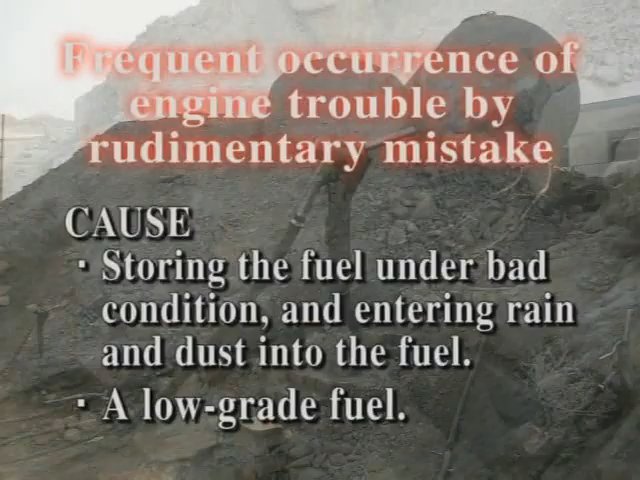 Frequent occurrence of
engine trouble by
rudimentary mistake
CAUSE
・Storing the fuel under bad
condition, and entering rain
and dust into the fuel.
・A low-grade fuel.